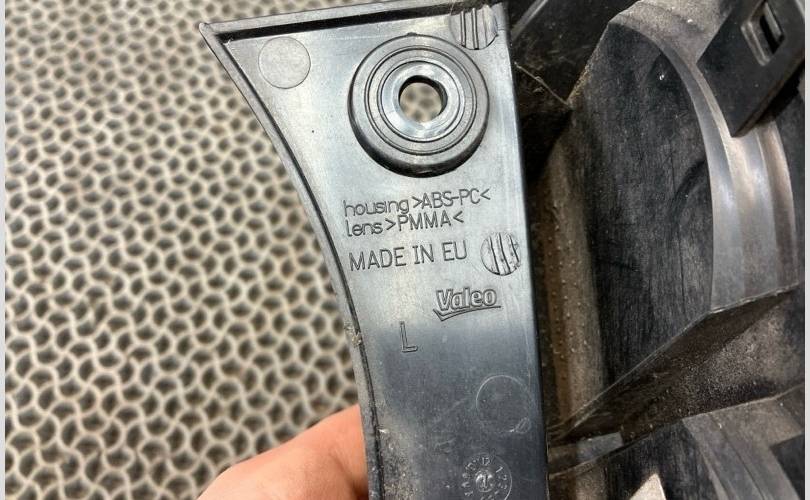 housing >ABS-PC<
lens >PMMA<
MADE IN EU
Valeo
L